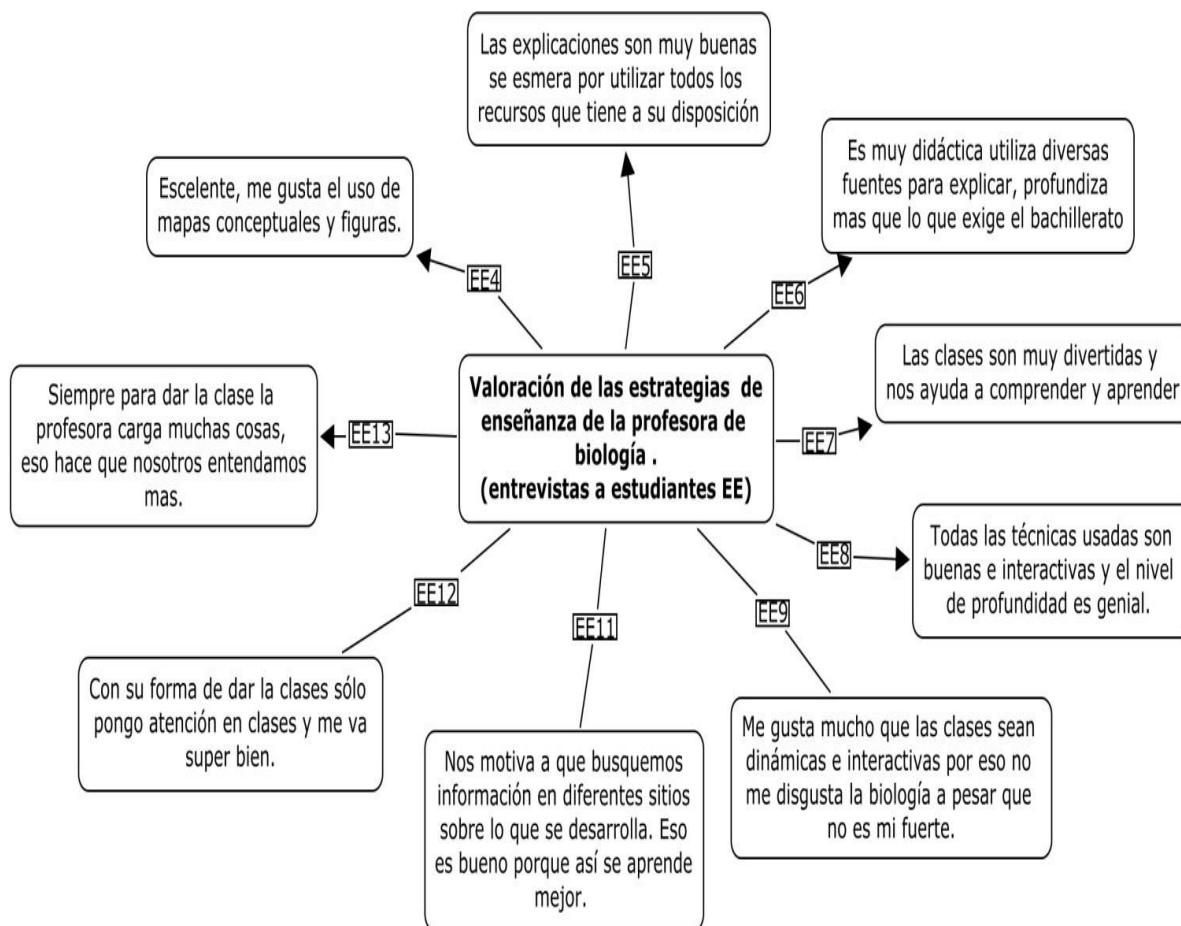 Las explicaciones son muy buenas
se esmera por utilizar todos los
recursos que tiene a su disposición
Es muy didáctica utiliza diversas
fuentes para explicar, profundiza
mas que lo que exige el bachillerato
Escelente, me gusta el uso de
mapas conceptuales y figuras.
EE5
EE4
EE6
Las clases son muy divertidas y
nos ayuda a comprender y aprender
Valoración de las estrategias de
enseñanza de la profesora de
biología .
(entrevistas a estudiantes EE)
Siempre para dar la clase la
profesora carga muchas cosas,
eso hace que nosotros entendamos
mas.
EE13
EE7
EE8
Todas las técnicas usadas son
buenas e interactivas y el nivel
de profundidad es genial.
EE12
EE11
EE9
Con su forma de dar la clases sólo
pongo atención en clases y me va
super bien.
Nos motiva a que busquemos
información en diferentes sitios
sobre lo que se desarrolla. Eso
es bueno porque así se aprende
mejor.
Me gusta mucho que las clases sean
dinámicas e interactivas por eso no
me disgusta la biología a pesar que
no es mi fuerte.